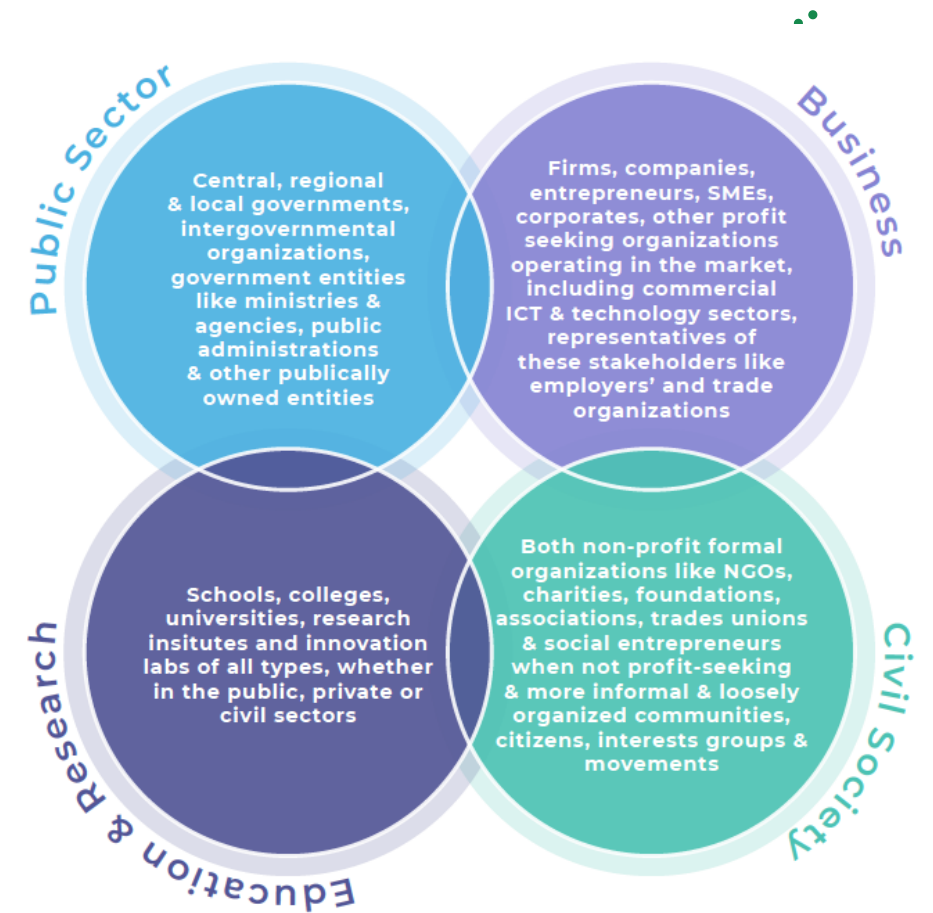 Public Sector
Central, regional
& local governments,
intergovernmental
organizations,
government entities
like ministries &
agencies, public
administrations
& other publically
owned entities
Business
Firms, companies,
entrepreneurs, SMEs,
corporates, other profit
seeking organizations
operating in the market,
including commercial
ICT & technology sectors,
representatives of
these stakeholders like
employers’ and trade
organizations
Education & Research
Schools, colleges,
universities, research
insitutes and innovation
labs of all types, whether
in the public, private or
civil sectors
Civil Society
Both non-profit formal
organizations like NGOs,
charities, foundations,
associations, trades unions
& social entrepreneurs
when not profit-seeking
& more informal & loosely
organized communities,
citizens, interests groups &
movements